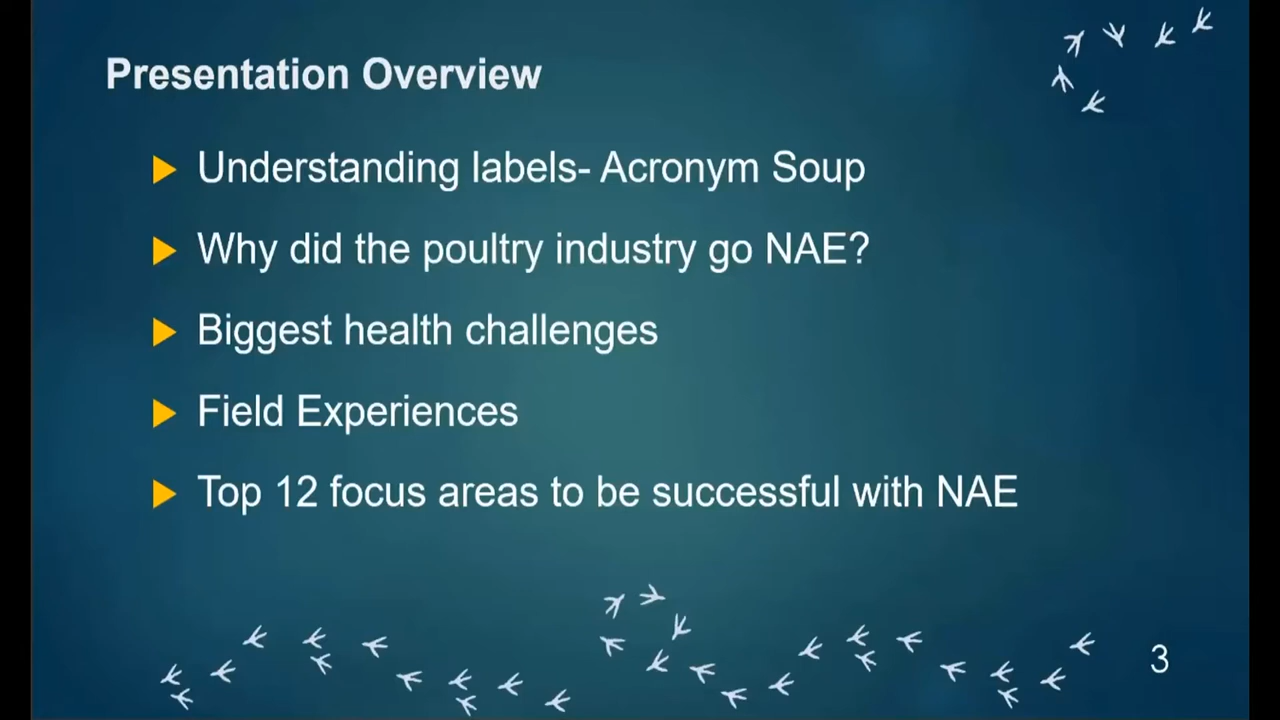 Presentation Overview
Understanding labels- Acronym Soup
Why did the poultry industry go NAE?
Biggest health challenges
Field Experiences
Top 12 focus areas to be successful with NAE
3